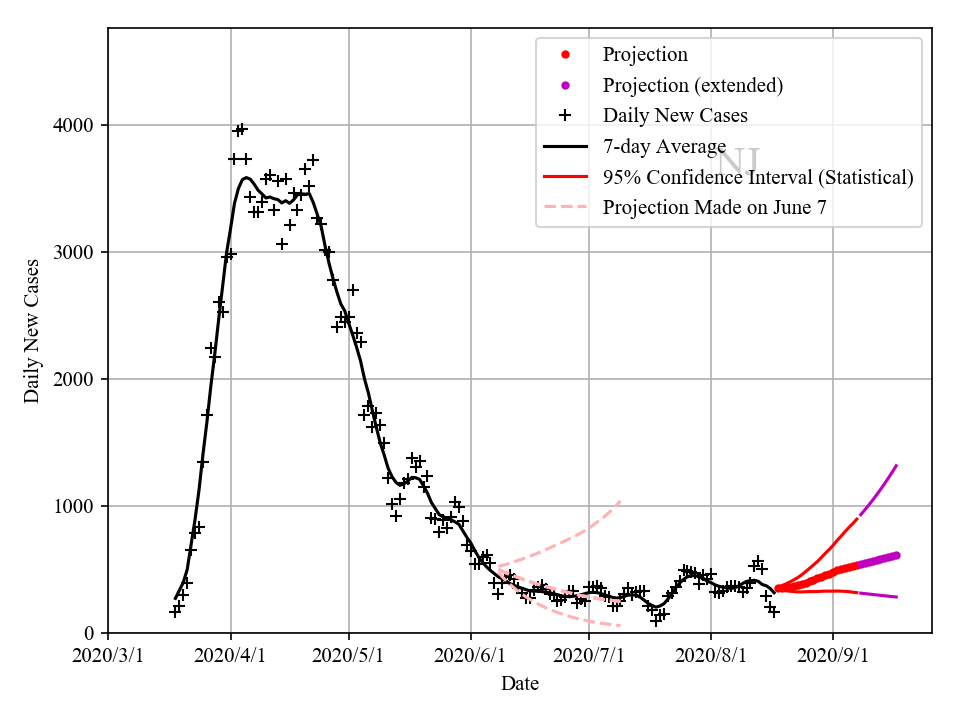 Projection
Projection (extended)
Daily New Cases
7-day Average
95% Confidence Interval (Statistical)
Projection Made on June 7
NJ
4000
3000
2000
1000
0
Daily New Cases
2020/3/1 2020/4/1 2020/5/1 2020/6/1 2020/7/1 2020/8/1 2020/9/1
Date